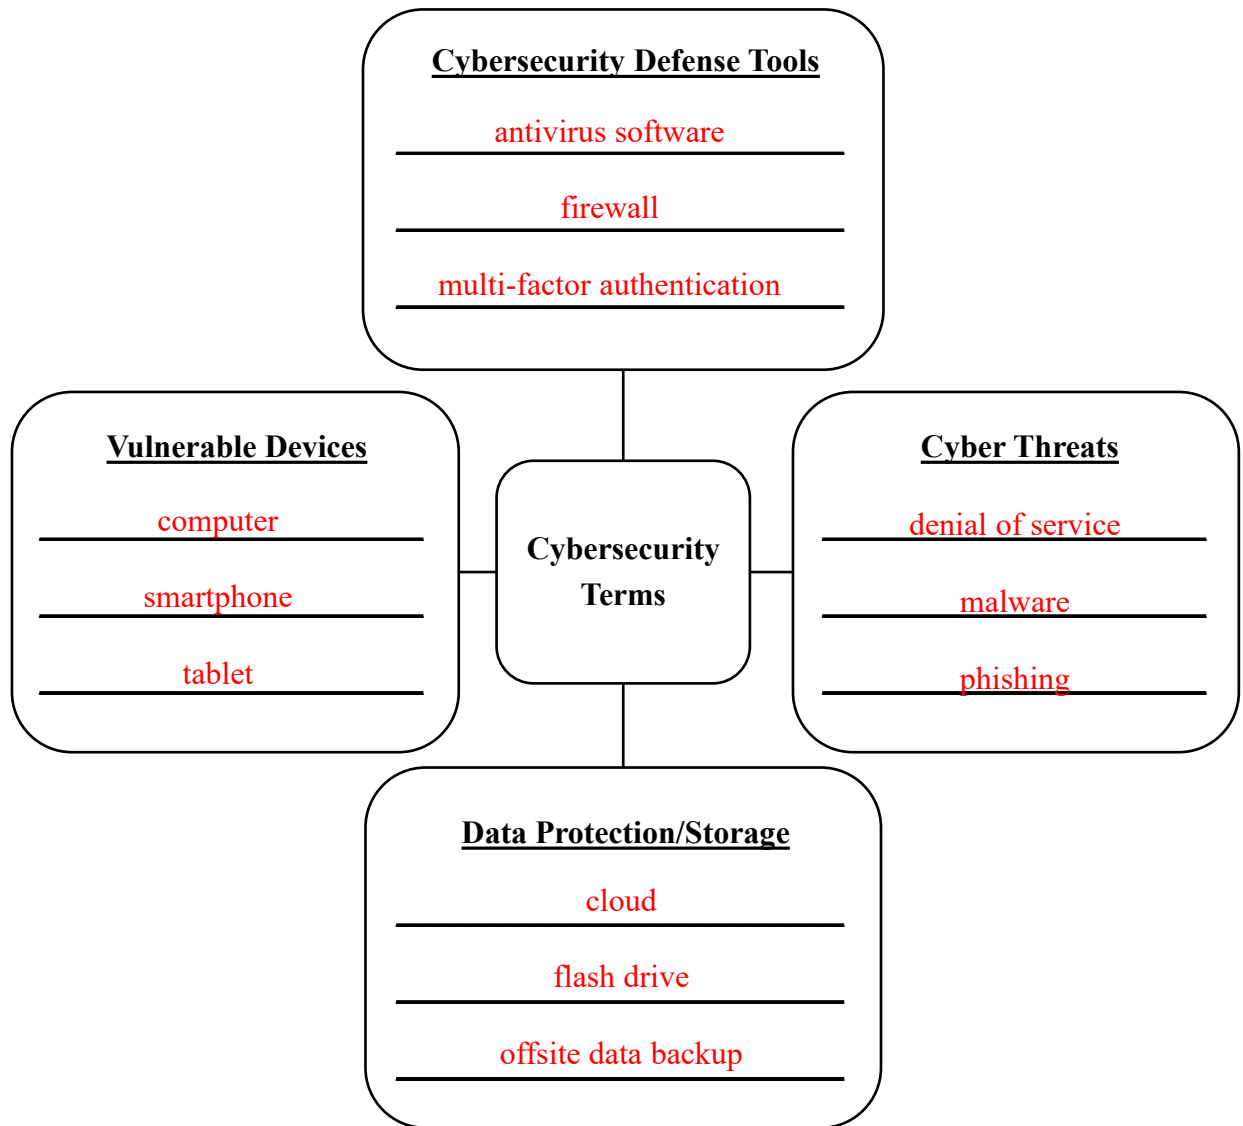 Cybersecurity Defense Tools
antivirus software
firewall
multi-factor authentication
Vulnerable Devices
computer
smartphone
tablet
Cybersecurity
Terms
Cyber Threats
denial of service
malware
phishing
Data Protection/Storage
cloud
flash drive
offsite data backup